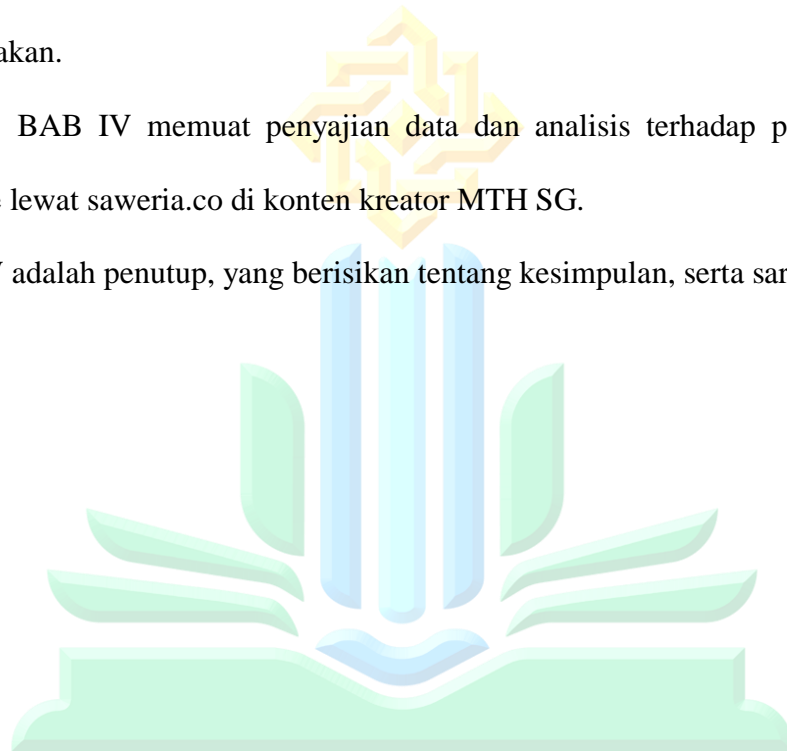 akan.
BAB IV memuat penyajian data dan analisis terhadap p
lewat saweria.co di konten kreator MTH SG.
adalah penutup, yang berisikan tentang kesimpulan, serta sar